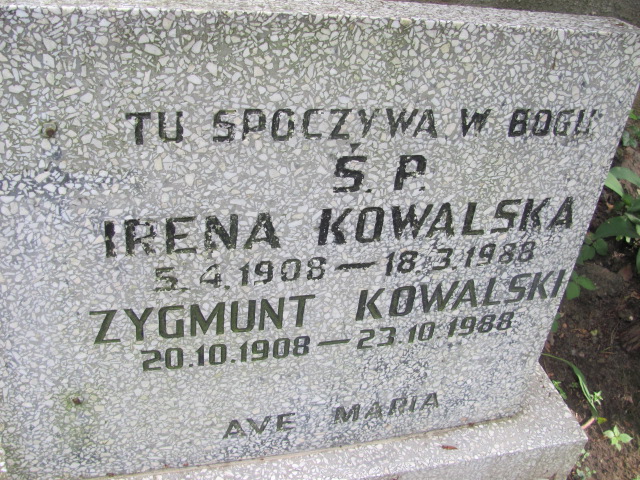 TU SPOCZYWA W BOGU
Ś. P.
IRENA KOWALSKA
5.4.1908 — 18.3.1988
ZYGMUNT KOWALSKI
20.10.1908 — 23.10.1988
AVE MARIA